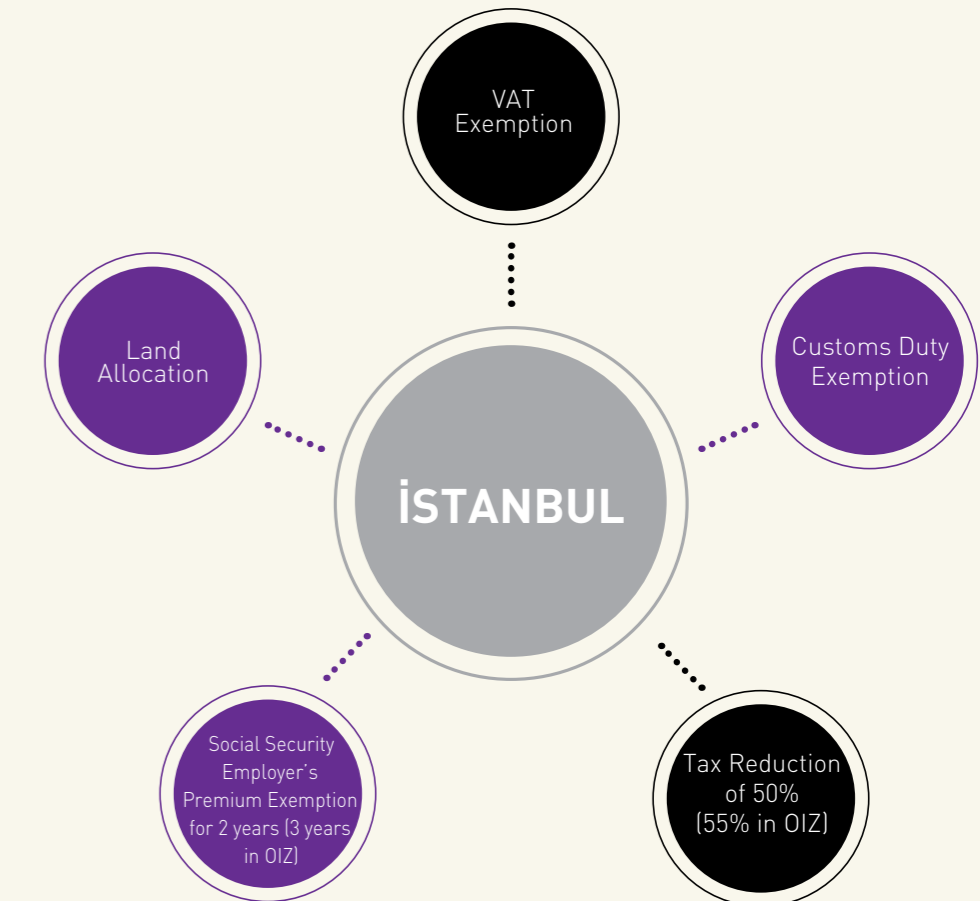 VAT
Exemption
Land
Allocation
Customs Duty
Exemption
İSTANBUL
Social Security
Employer's
Premium Exemption
for 2 years (3 years
in OIZ)
Tax Reduction
of 50%
(55% in OIZ)